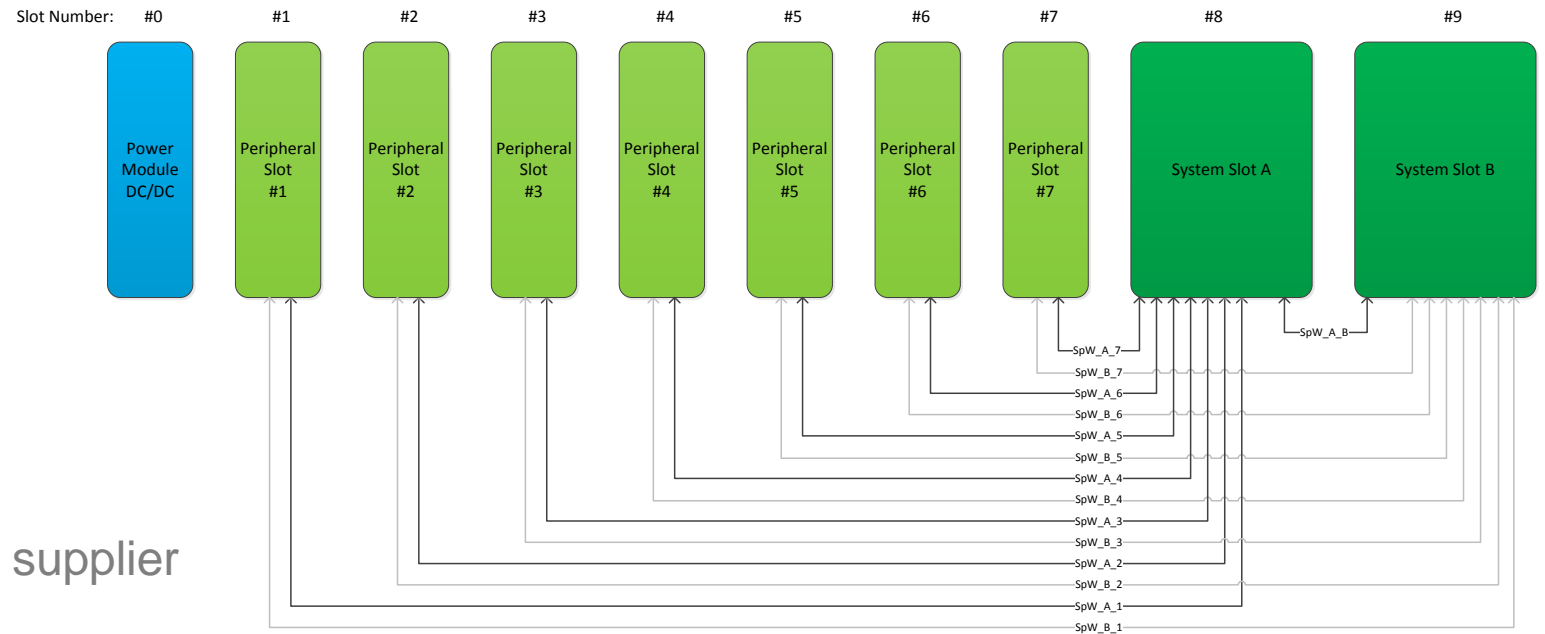 Slot Number: #0 #1 #2 #3 #4 #5 #6 #7 #8 #9
Power
Module
DC/DC
Peripheral
Slot
#1
Peripheral
Slot
#2
Peripheral
Slot
#3
Peripheral
Slot
#4
Peripheral
Slot
#5
Peripheral
Slot
#6
Peripheral
Slot
#7
System Slot A
System Slot B
SpW_A_B
SpW_A_7
SpW_B_7
SpW_A_6
SpW_B_6
SpW_A_5
SpW_B_5
SpW_A_4
SpW_B_4
SpW_A_3
SpW_B_3
SpW_A_2
SpW_B_2
SpW_A_1
SpW_B_1
supplier